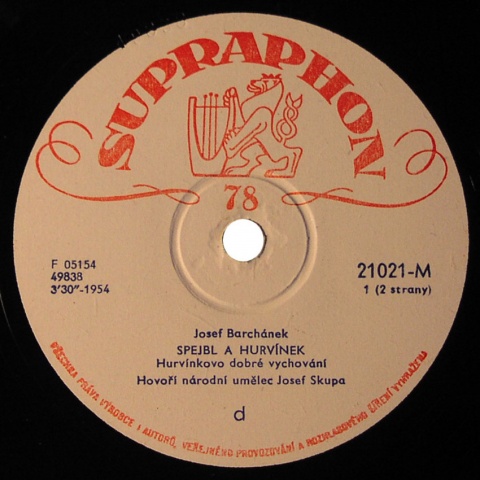 SUPRAPHON
78
F 05154
49838
3'30"-1954
21021-M
1 (2 strany)
Josef Barchánek
SPEJBL A HURVÍNEK
Hurvínkovo dobré vychování
Hovoří národní umělec Josef Skupa
d
VŠECHNA PRÁVA VÝROBCE I AUTORŮ, VEŘEJNÉHO PROVOZOVÁNÍ A ROZHLASOVÉHO ŠÍŘENÍ VYHRAŽENA